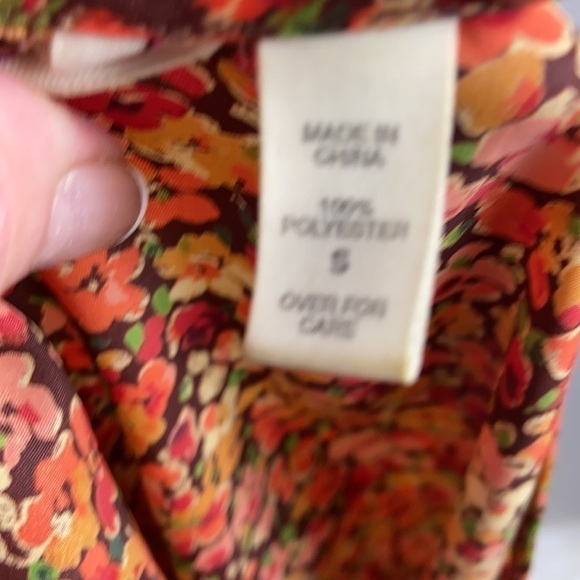 MADE IN
CHINA
100%
POLYESTER
S
OVER FOR
CARE